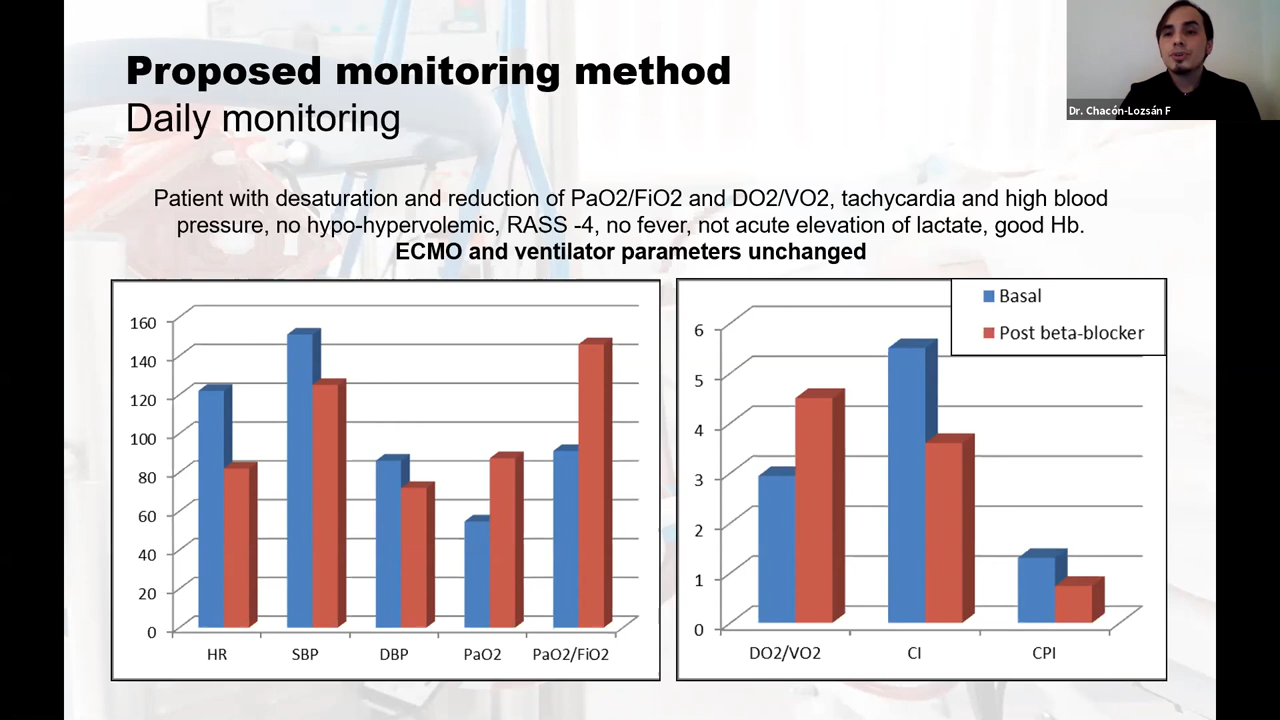 Proposed monitoring method
Daily monitoring
Dr. Chacón-Lozsán F
Patient with desaturation and reduction of PaO2/FiO2 and DO2/VO2, tachycardia and high blood
pressure, no hypo-hypervolemic, RASS -4, no fever, not acute elevation of lactate, good Hb.
ECMO and ventilator parameters unchanged
160
140
120
100
80
60
40
20
0
HR SBP DBP PaO2 PaO2/FiO2
Basal
Post beta-blocker
6
5
4
3
2
1
0
DO2/VO2 CI CPI